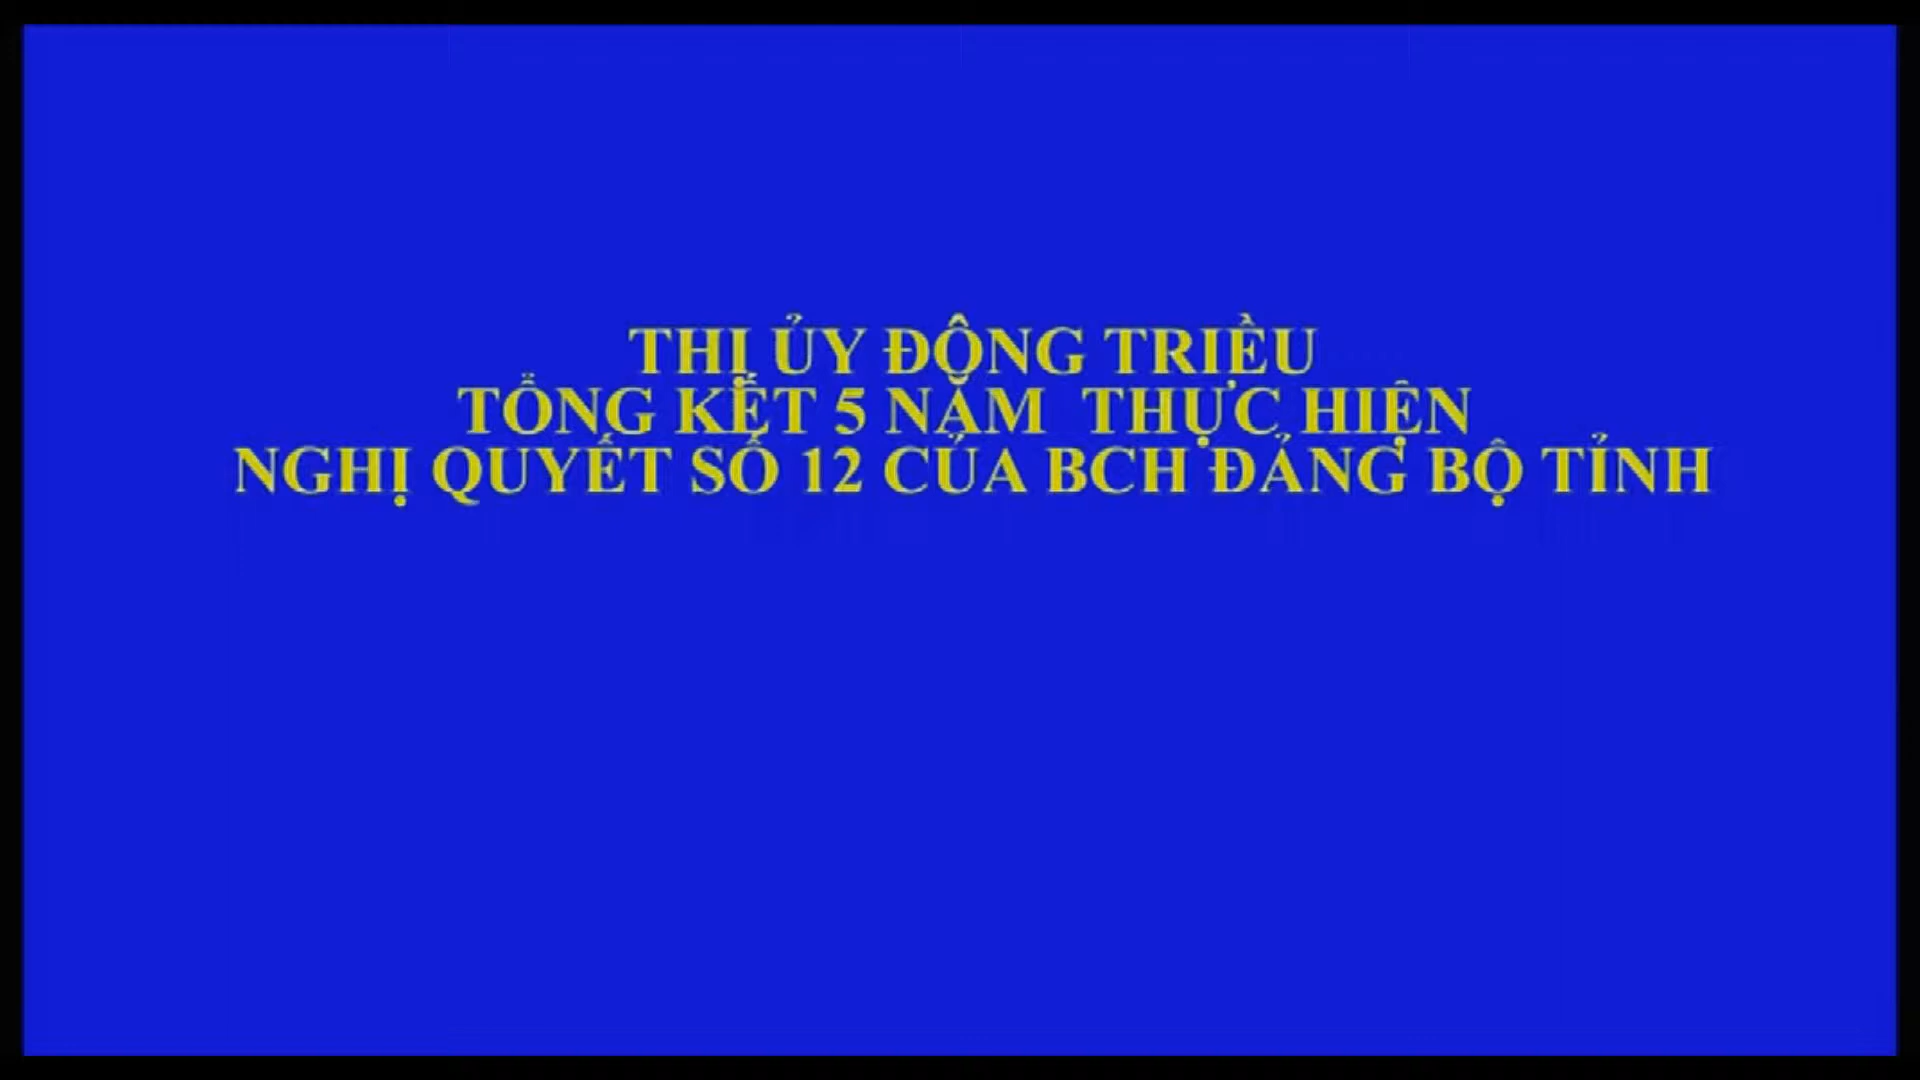 THỊ ỦY ĐÔNG TRIỀU
TỔNG KẾT 5 NĂM THỰC HIỆN
NGHỊ QUYẾT SỐ 12 CỦA BCH ĐẢNG BỘ TỈNH